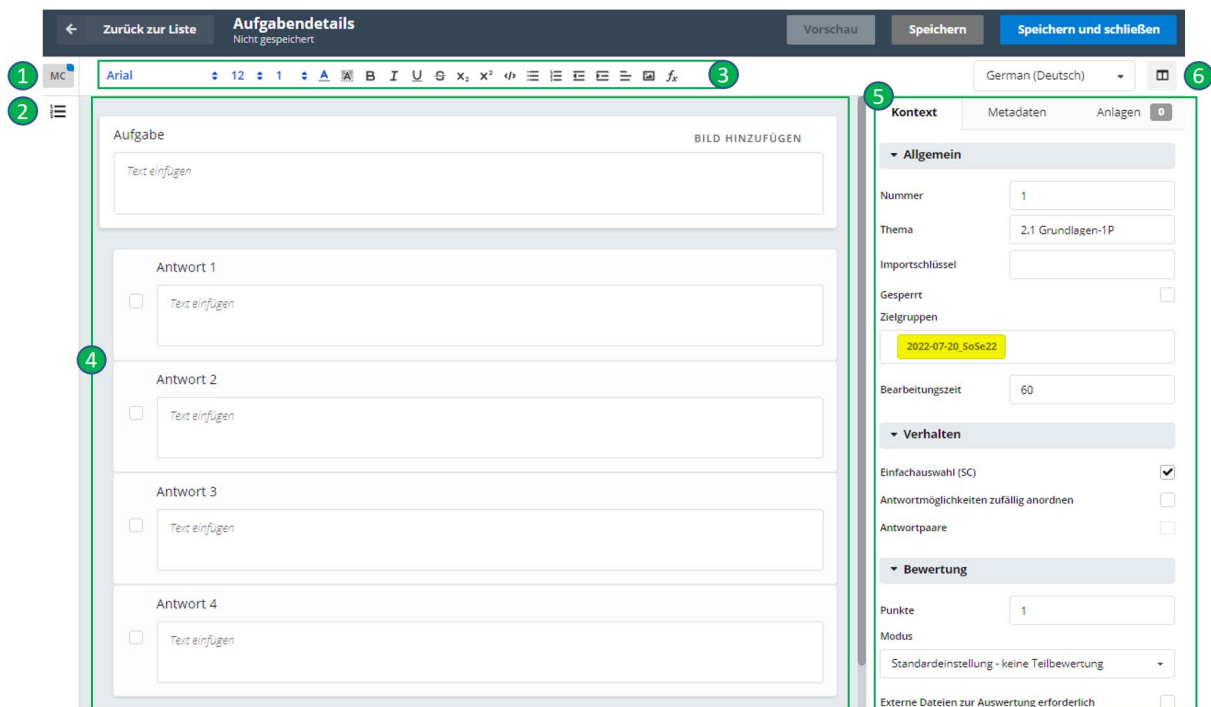 Zurück zur Liste
Aufgabendetails
Nicht gespeichert
Vorschau
Speichern
Speichern und schließen
1
MC
Arial
12
1
A
A
B
I
U
S
X₂
X²
</>
fx
3
German (Deutsch)
6
2
5
Kontext
Metadaten
Anlagen 0
Aufgabe
BILD HINZUFÜGEN
Text einfügen
4
Antwort 1
Text einfügen
Antwort 2
Text einfügen
Antwort 3
Text einfügen
Antwort 4
Text einfügen
Allgemein
Nummer 1
Thema 2.1 Grundlagen-1P
Importschlüssel
Gesperrt
Zielgruppen
2022-07-20_SoSe22
Bearbeitungszeit 60
Verhalten
Einfachauswahl (SC)
Antwortmöglichkeiten zufällig anordnen
Antwortpaare
Bewertung
Punkte 1
Modus
Standardeinstellung - keine Teilbewertung
Externe Dateien zur Auswertung erforderlich